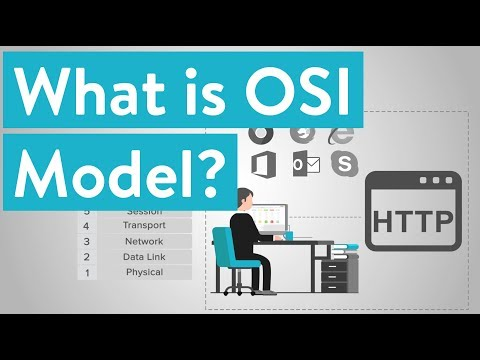 What is OSI
Model?
5 Session
4 Transport
3 Network
2 Data Link
1 Physical
HTTP